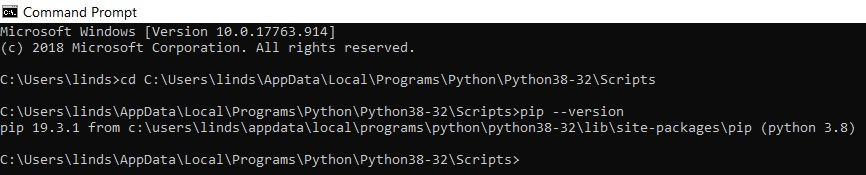 Command Prompt
Microsoft Windows [Version 10.0.17763.914]
(c) 2018 Microsoft Corporation. All rights reserved.
C:\Users\linds>cd C:\Users\linds\AppData\Local\Programs\Python\Python38-32\Scripts
C:\Users\linds\AppData\Local\Programs\Python\Python38-32\Scripts>pip --version
pip 19.3.1 from c:\users\linds\appdata\local\programs\python\python38-32\lib\site-packages\pip (python 3.8)
C:\Users\linds\AppData\Local\Programs\Python\Python38-32\Scripts>